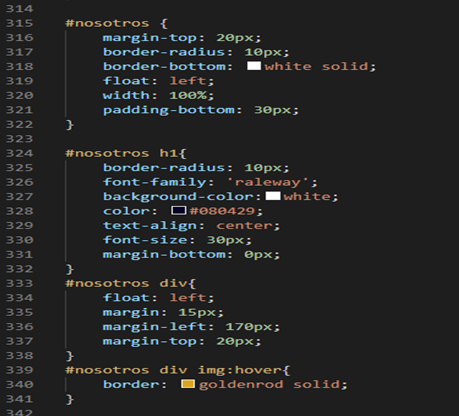 314
315 #nosotros {
316 margin-top: 20px;
317 border-radius: 10px;
318 border-bottom: white solid;
319 float: left;
320 width: 100%;
321 padding-bottom: 30px;
322 }
323
324 #nosotros h1{
325 border-radius: 10px;
326 font-family: 'raleway';
327 background-color: white;
328 color: #080429;
329 text-align: center;
330 font-size: 30px;
331 margin-bottom: 0px;
332 }
333 #nosotros div{
334 float: left;
335 margin: 15px;
336 margin-left: 170px;
337 margin-top: 20px;
338 }
339 #nosotros div img:hover{
340 border: goldenrod solid;
341 }
342